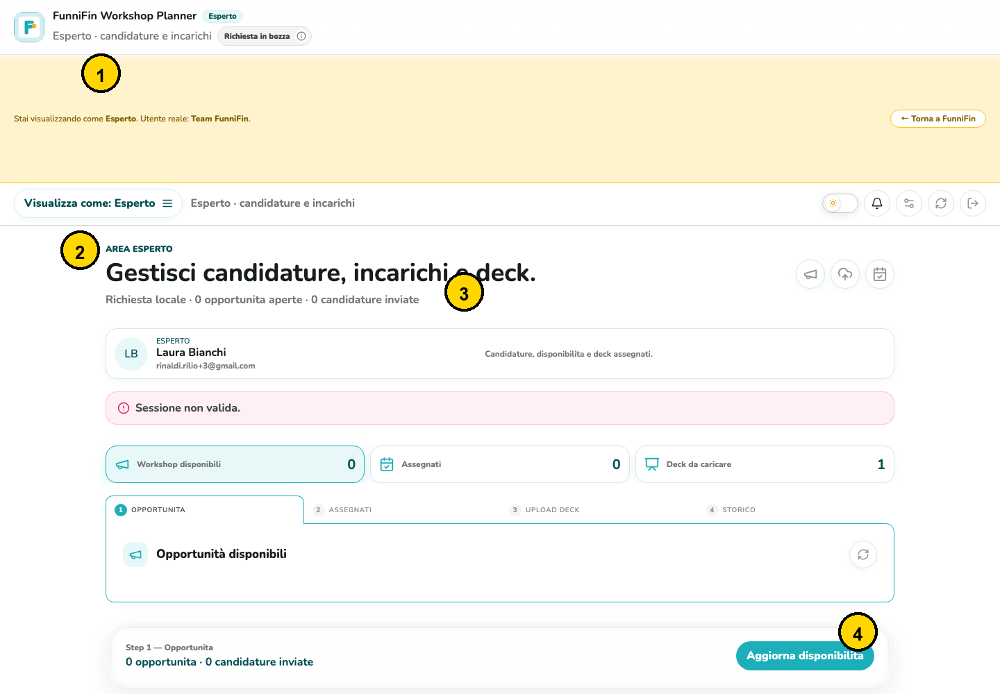 FunniFin Workshop Planner Esperto
Esperto · candidature e incarichi Richiesta in bozza
1
Stai visualizzando come Esperto. Utente reale: Team FunniFin.
← Torna a FunniFin
Visualizza come: Esperto
Esperto · candidature e incarichi
2
AREA ESPERTO
Gestisci candidature, incarichi e deck.
3
Richiesta locale · 0 opportunita aperte · 0 candidature inviate
LB
ESPERTO
Laura Bianchi
rinaldi.rilio+3@gmail.com
Candidature, disponibilita e deck assegnati.
Sessione non valida.
Workshop disponibili 0
Assegnati 0
Deck da caricare 1
1 OPPORTUNITA
2 ASSEGNATI
3 UPLOAD DECK
4 STORICO
Opportunità disponibili
4
Step 1 — Opportunita
0 opportunita · 0 candidature inviate
Aggiorna disponibilita